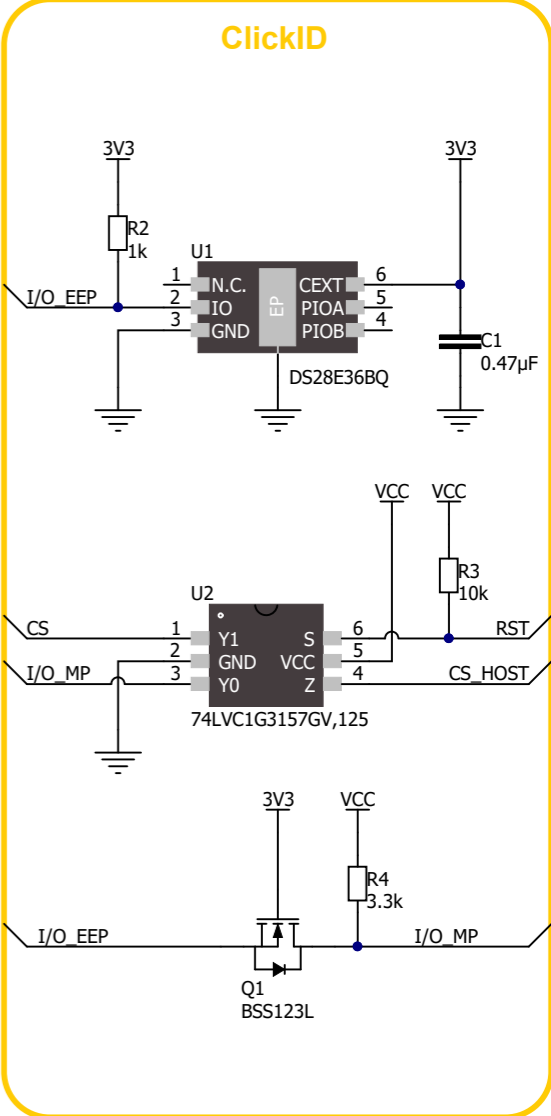 ClickID
3V3
3V3
R2
1k
U1
I/O_EEP
1 N.C. CEXT 6
2 IO EP PIOA 5
3 GND PIOB 4
DS28E36BQ
C1
0.47µF
VCC
VCC
R3
10k
U2
CS
1 Y1 S 6
RST
2 GND VCC 5
I/O_MP
3 Y0 Z 4
CS_HOST
74LVC1G3157GV,125
3V3
VCC
R4
3.3k
I/O_EEP
I/O_MP
Q1
BSS123L